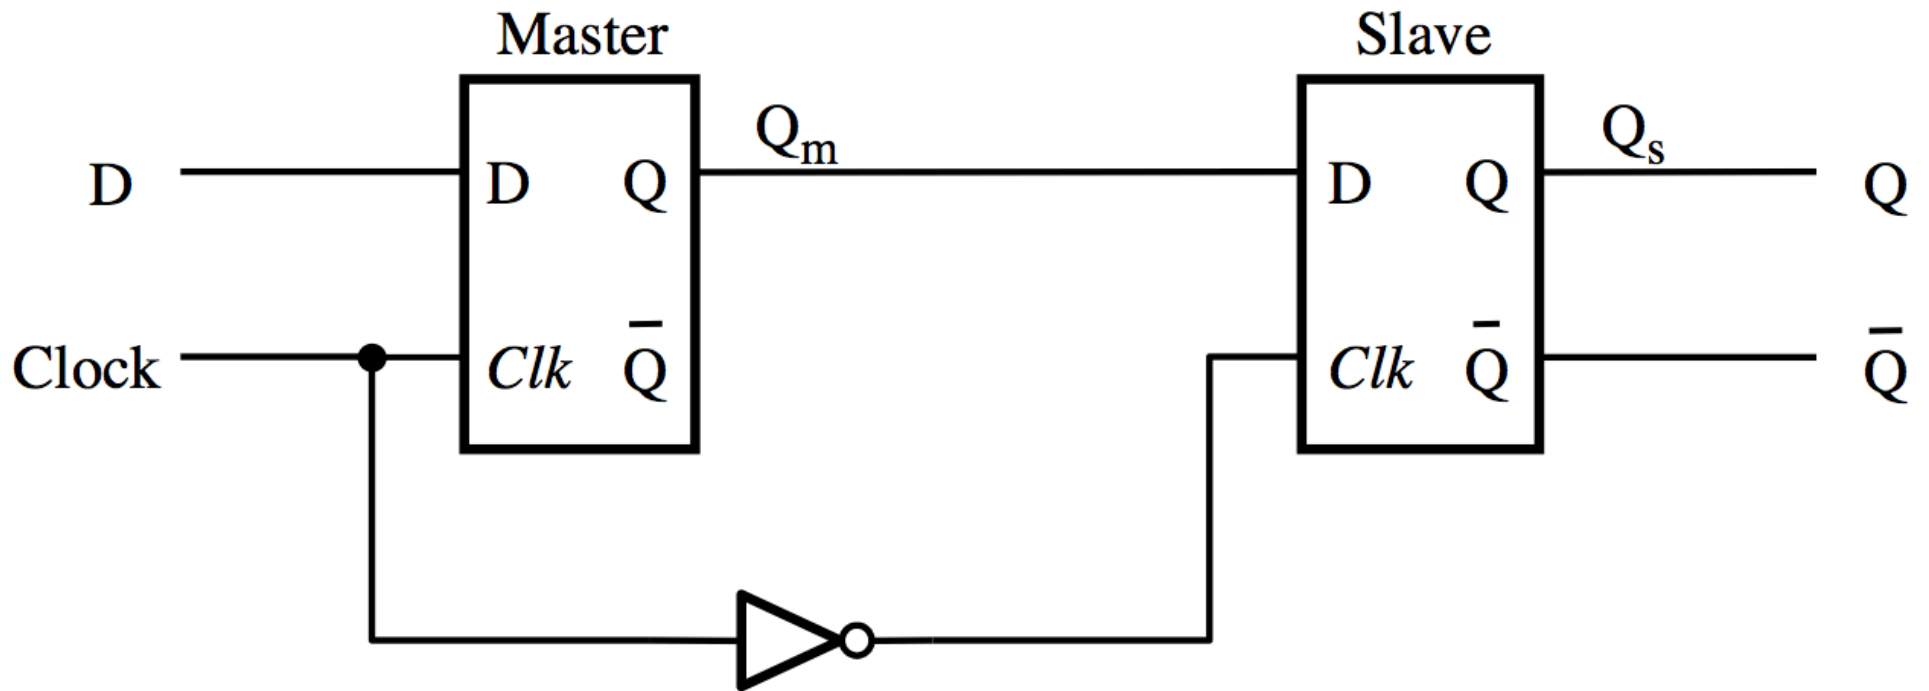 Master Slave
Qm Qs
D D Q D Q Q
Clock Clk Q̅ Clk Q̅ Q̅